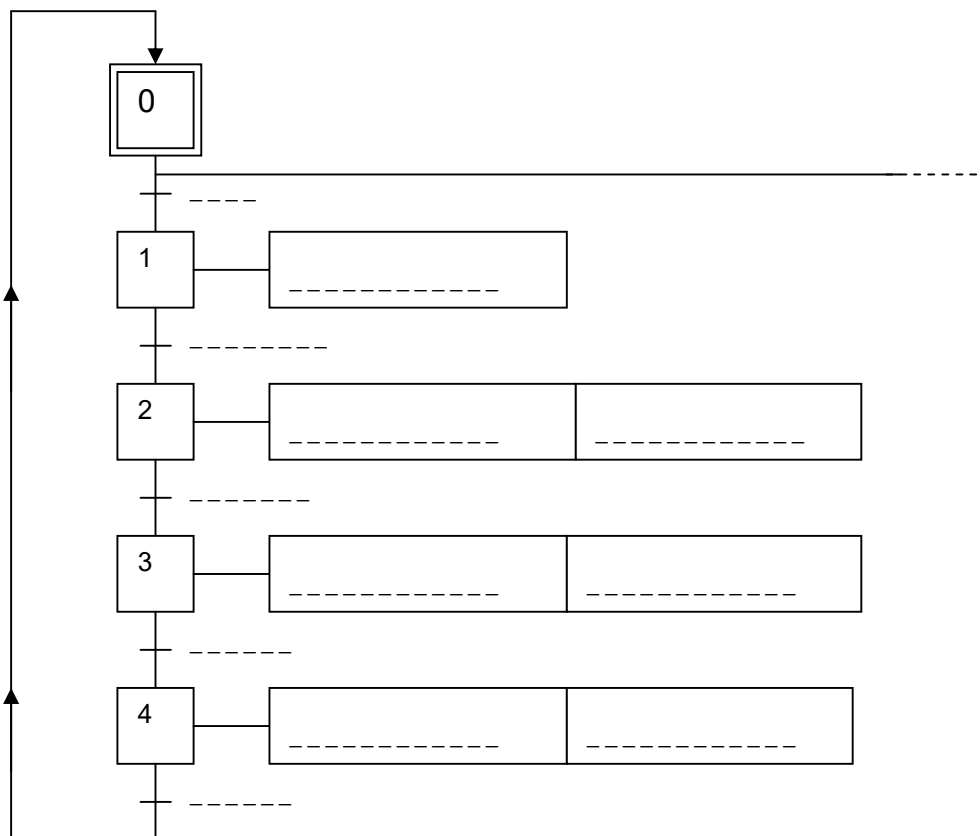 0
_ _ _ _
1
_ _ _ _ _ _ _ _ _ _ _ _
_ _ _ _ _ _ _ _
2
_ _ _ _ _ _ _ _ _ _ _ _ _ _ _ _ _ _ _ _ _ _ _ _
_ _ _ _ _ _ _
3
_ _ _ _ _ _ _ _ _ _ _ _ _ _ _ _ _ _ _ _ _ _ _ _
_ _ _ _ _ _
4
_ _ _ _ _ _ _ _ _ _ _ _ _ _ _ _ _ _ _ _ _ _ _ _
_ _ _ _ _ _